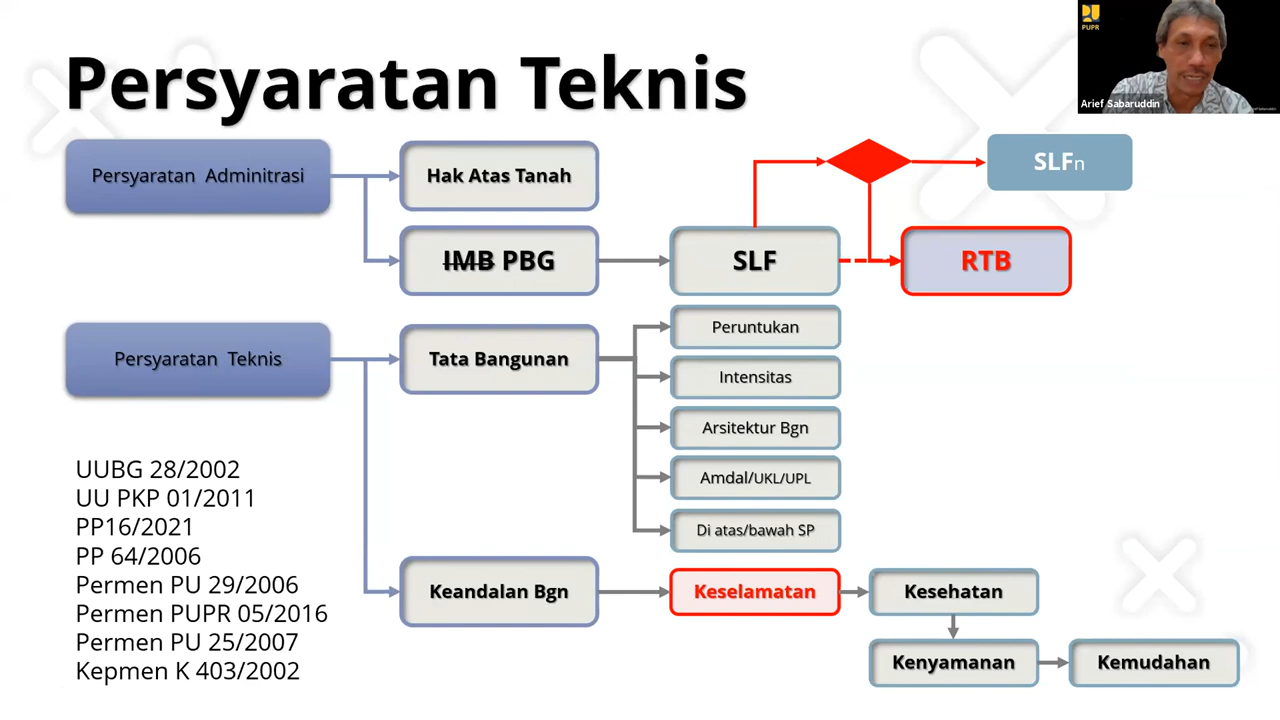 Persyaratan Teknis
PUPR
Arief Sabaruddin
Persyaratan Adminitrasi
Hak Atas Tanah
SLFn
IMB PBG
SLF
RTB
Persyaratan Teknis
Tata Bangunan
Peruntukan
Intensitas
Arsitektur Bgn
Amdal/UKL/UPL
Di atas/bawah SP
UUBG 28/2002
UU PKP 01/2011
PP16/2021
PP 64/2006
Permen PU 29/2006
Permen PUPR 05/2016
Permen PU 25/2007
Kepmen K 403/2002
Keandalan Bgn
Keselamatan
Kesehatan
Kenyamanan
Kemudahan